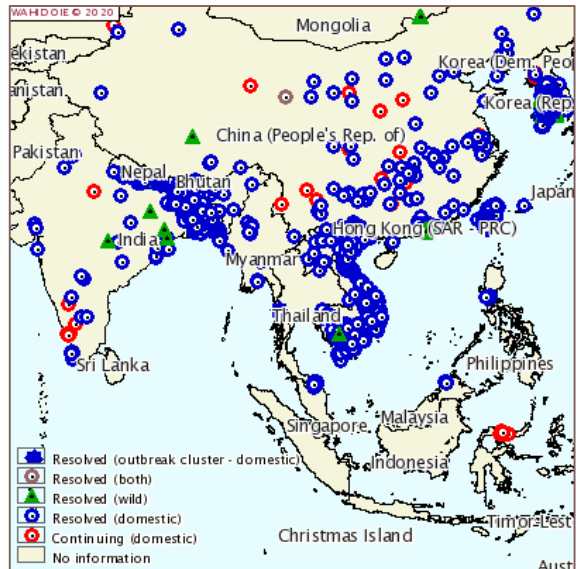 WAHIDOIE © 2020
Mongolia
ekistan
Korea (Dem. Peo
anistan
Korea (Rep.
China (People's Rep. of)
Pakistan
Nepal
Bhutan
Japan
India
Hong Kong (SAR - PRC)
Myanmar
Thailand
Philippines
Sri Lanka
Malaysia
Singapore
Indonesia
Resolved (outbreak cluster - domestic)
Resolved (both)
Resolved (wild)
Resolved (domestic)
Timor-Lest
Continuing (domestic)
Christmas Island
No information
Aust